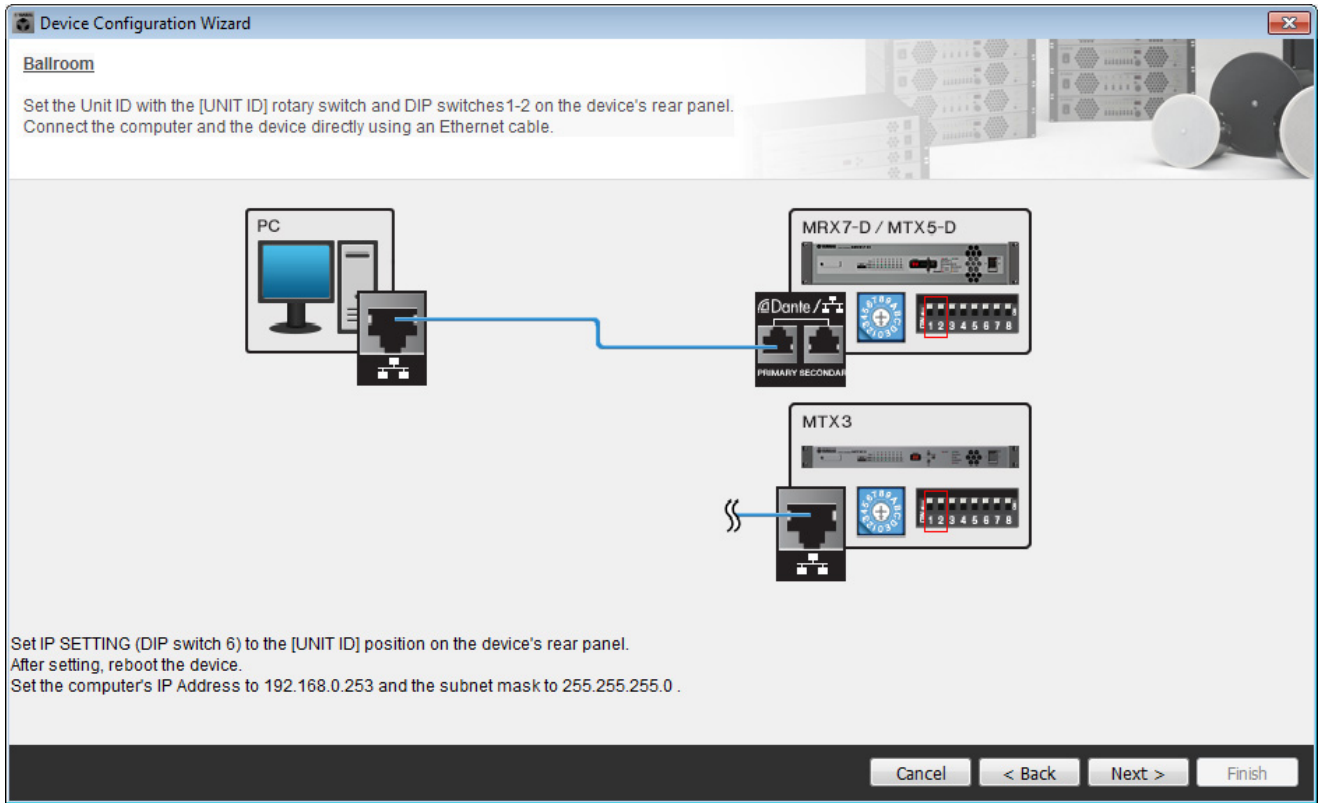 Device Configuration Wizard
Ballroom
Set the Unit ID with the [UNIT ID] rotary switch and DIP switches1-2 on the device's rear panel.
Connect the computer and the device directly using an Ethernet cable.
PC
MRX7-D / MTX5-D
Dante/
1 2 3 4 5 6 7 8
PRIMARY SECONDAR
MTX3
1 2 3 4 5 6 7 8
Set IP SETTING (DIP switch 6) to the [UNIT ID] position on the device's rear panel.
After setting, reboot the device.
Set the computer's IP Address to 192.168.0.253 and the subnet mask to 255.255.255.0 .
Cancel
< Back
Next >
Finish